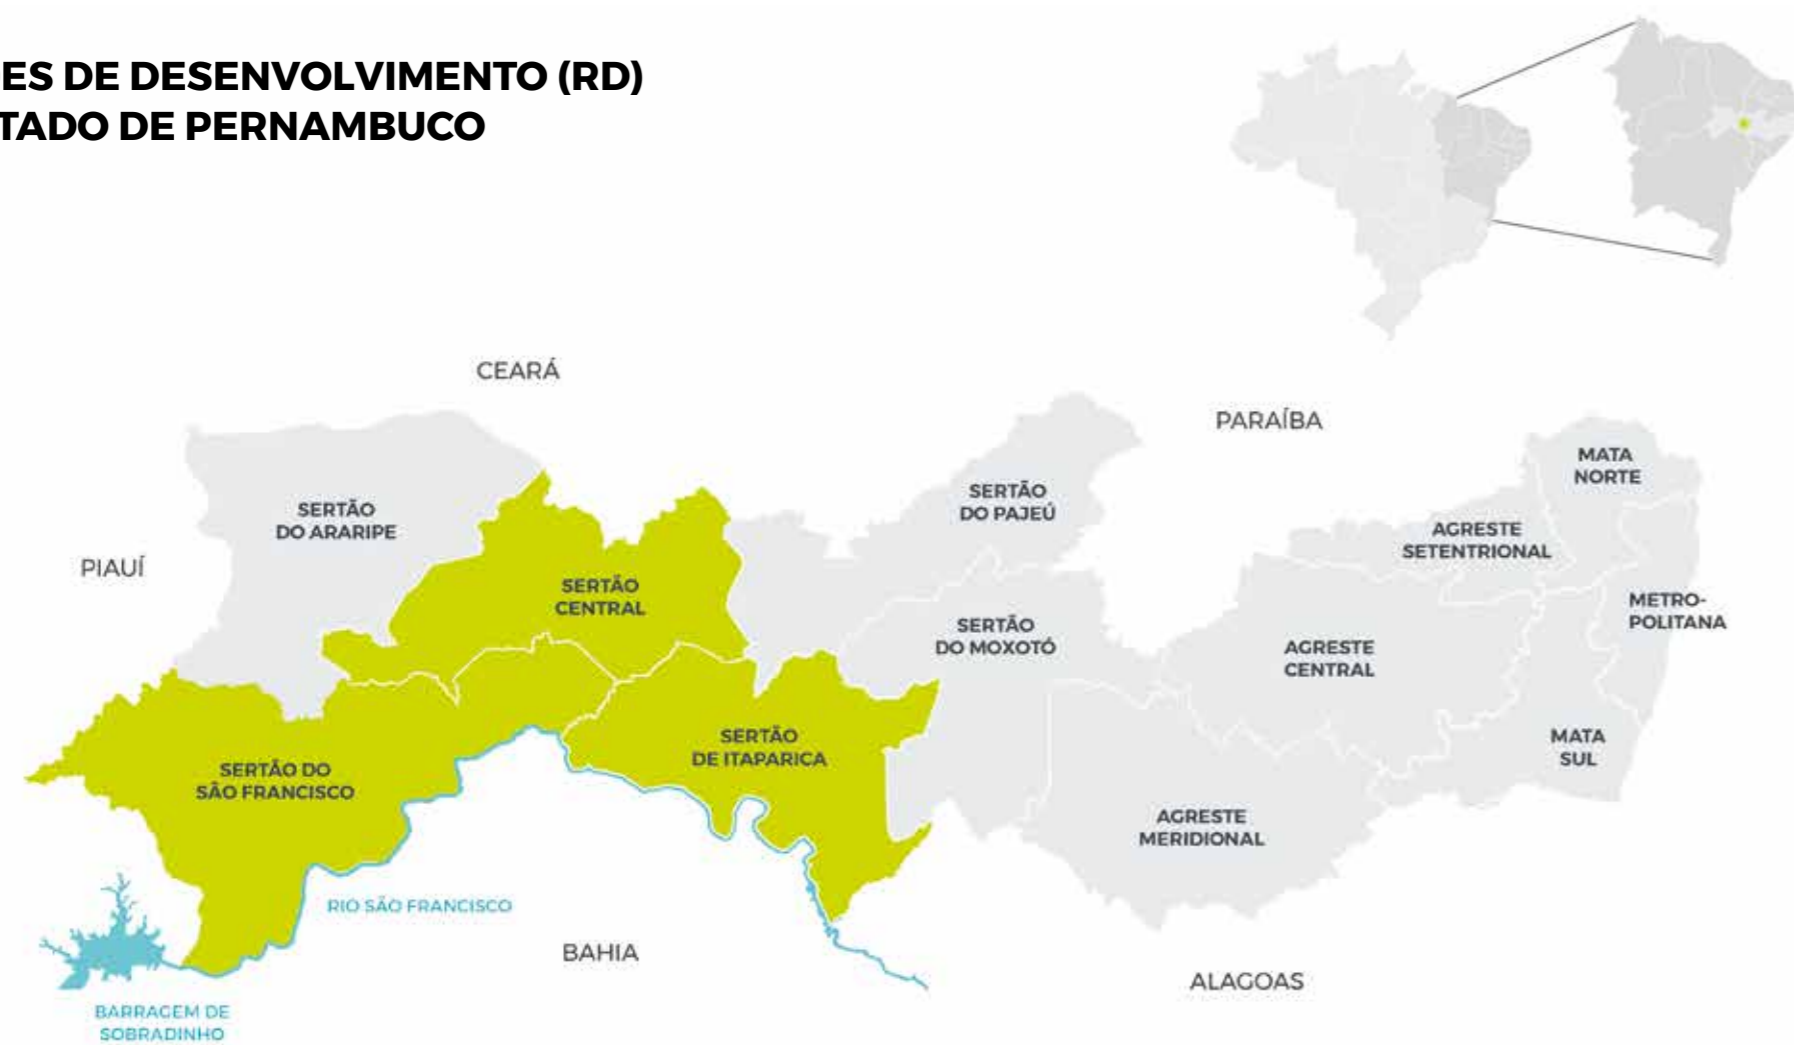 ES DE DESENVOLVIMENTO (RD)
TADO DE PERNAMBUCO
CEARÁ
PARAÍBA
MATA
NORTE
SERTÃO
DO PAJEÚ
SERTÃO
DO ARARIPE
AGRESTE
SETENTRIONAL
PIAUÍ
SERTÃO
CENTRAL
METRO-
POLITANA
SERTÃO
DO MOXOTÓ
AGRESTE
CENTRAL
SERTÃO
DE ITAPARICA
MATA
SUL
SERTÃO DO
SÃO FRANCISCO
AGRESTE
MERIDIONAL
RIO SÃO FRANCISCO
BAHIA
ALAGOAS
BARRAGEM DE
SOBRADINHO